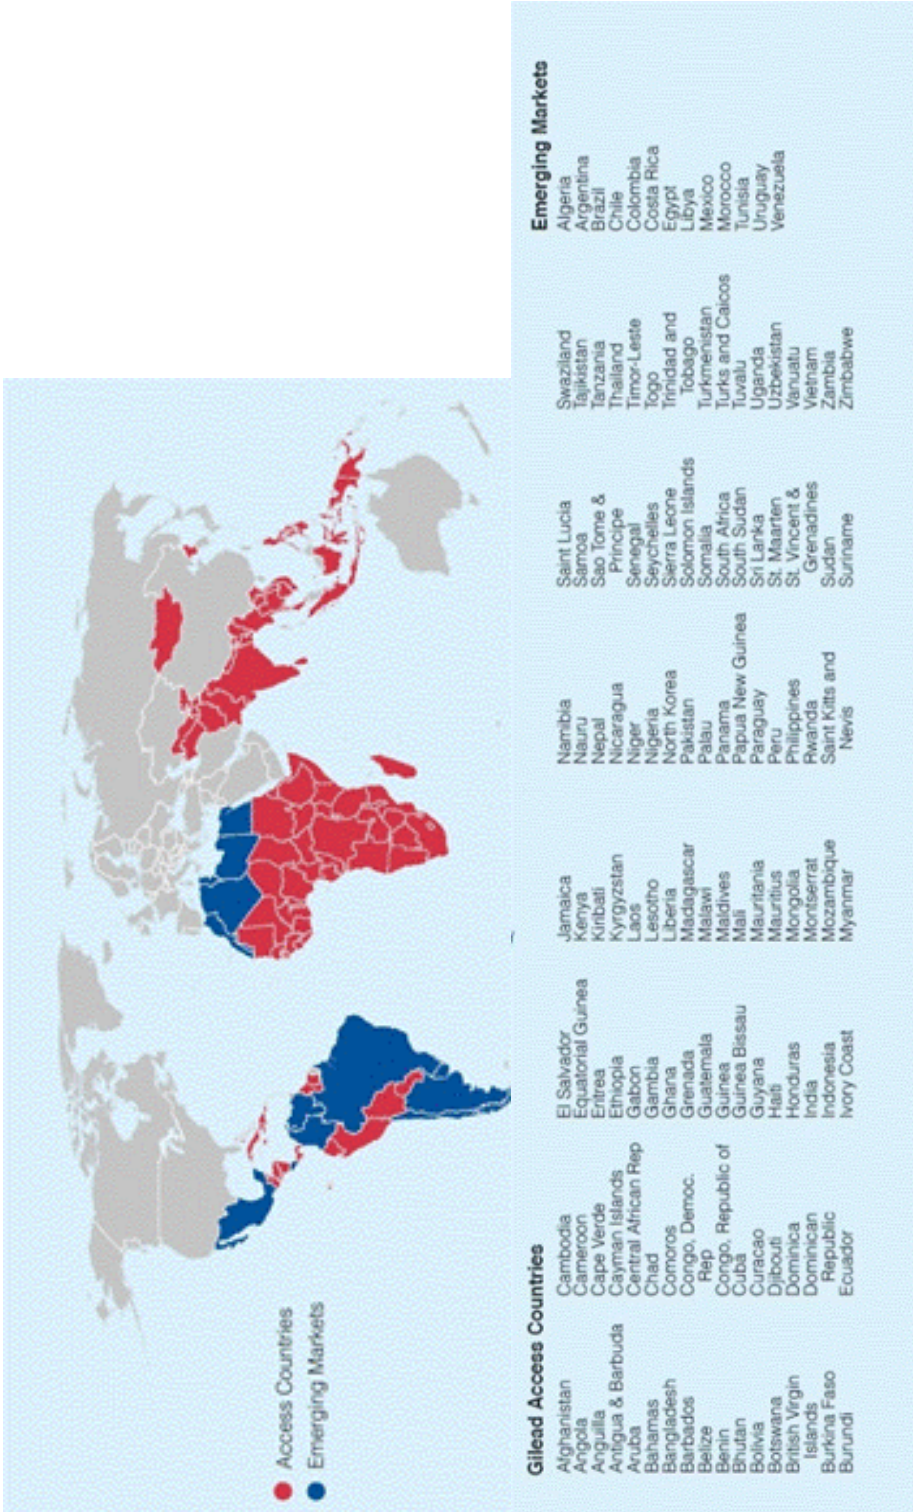 Access Countries
Emerging Markets
Gilead Access Countries
Afghanistan
Angola
Anguilla
Antigua & Barbuda
Aruba
Bahamas
Bangladesh
Barbados
Belize
Benin
Bhutan
Bolivia
Botswana
British Virgin
Islands
Burkina Faso
Burundi
Cambodia
Cameroon
Cape Verde
Cayman Islands
Central African Rep
Chad
Comoros
Congo, Democ.
Rep
Congo, Republic of
Cuba
Curacao
Djibouti
Dominica
Dominican
Republic
Ecuador
El Salvador
Equatorial Guinea
Eritrea
Ethiopia
Gabon
Gambia
Ghana
Grenada
Guatemala
Guinea
Guinea Bissau
Guyana
Haiti
Honduras
India
Indonesia
Ivory Coast
Jamaica
Kenya
Kiribati
Kyrgyzstan
Laos
Lesotho
Liberia
Madagascar
Malawi
Maldives
Mali
Mauritania
Mauritius
Mongolia
Montserrat
Mozambique
Myanmar
Namibia
Nauru
Nepal
Nicaragua
Niger
Nigeria
North Korea
Pakistan
Palau
Panama
Papua New Guinea
Paraguay
Peru
Philippines
Rwanda
Saint Kitts and
Nevis
Saint Lucia
Samoa
Sao Tome &
Principe
Senegal
Seychelles
Sierra Leone
Solomon Islands
Somalia
South Africa
South Sudan
Sri Lanka
St. Maarten
St. Vincent &
Grenadines
Sudan
Suriname
Swaziland
Tajikistan
Tanzania
Thailand
Timor-Leste
Togo
Trinidad and
Tobago
Turkmenistan
Turks and Caicos
Tuvalu
Uganda
Uzbekistan
Vanuatu
Vietnam
Zambia
Zimbabwe
Emerging Markets
Algeria
Argentina
Brazil
Chile
Colombia
Costa Rica
Egypt
Libya
Mexico
Morocco
Tunisia
Uruguay
Venezuela